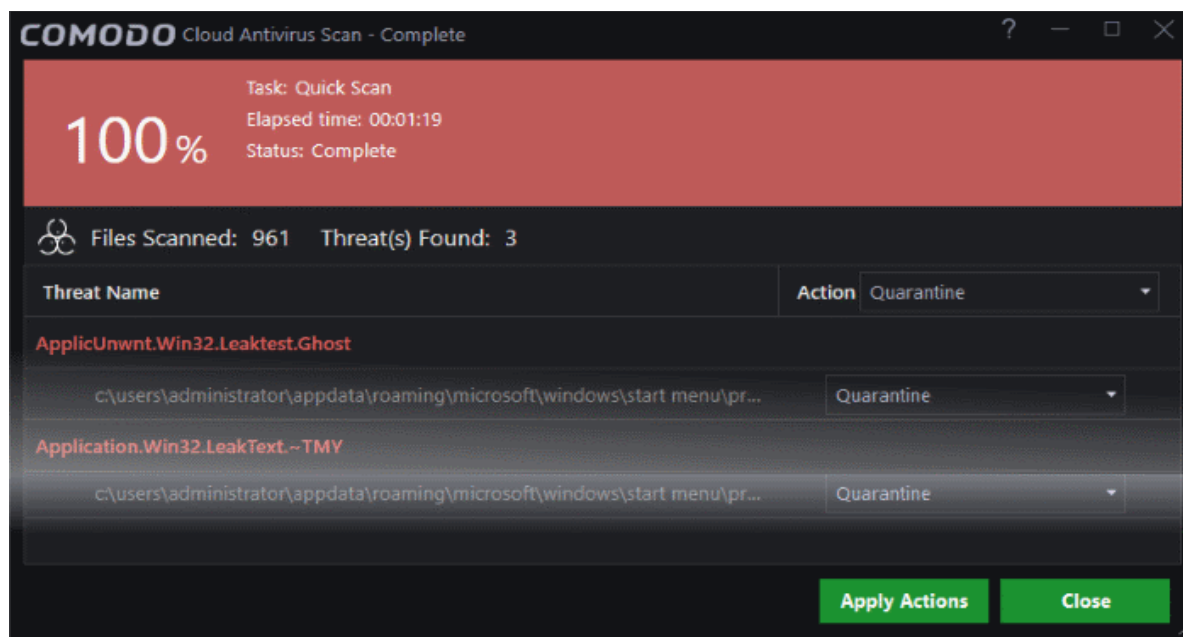 COMODO Cloud Antivirus Scan - Complete ?
100%
Task: Quick Scan
Elapsed time: 00:01:19
Status: Complete
Files Scanned: 961 Threat(s) Found: 3
Threat Name Action Quarantine
ApplicUnwnt.Win32.Leaktest.Ghost
c:\users\administrator\appdata\roaming\microsoft\windows\start menu\pr... Quarantine
Application.Win32.LeakText.~TMY
c:\users\administrator\appdata\roaming\microsoft\windows\start menu\pr... Quarantine
Apply Actions Close